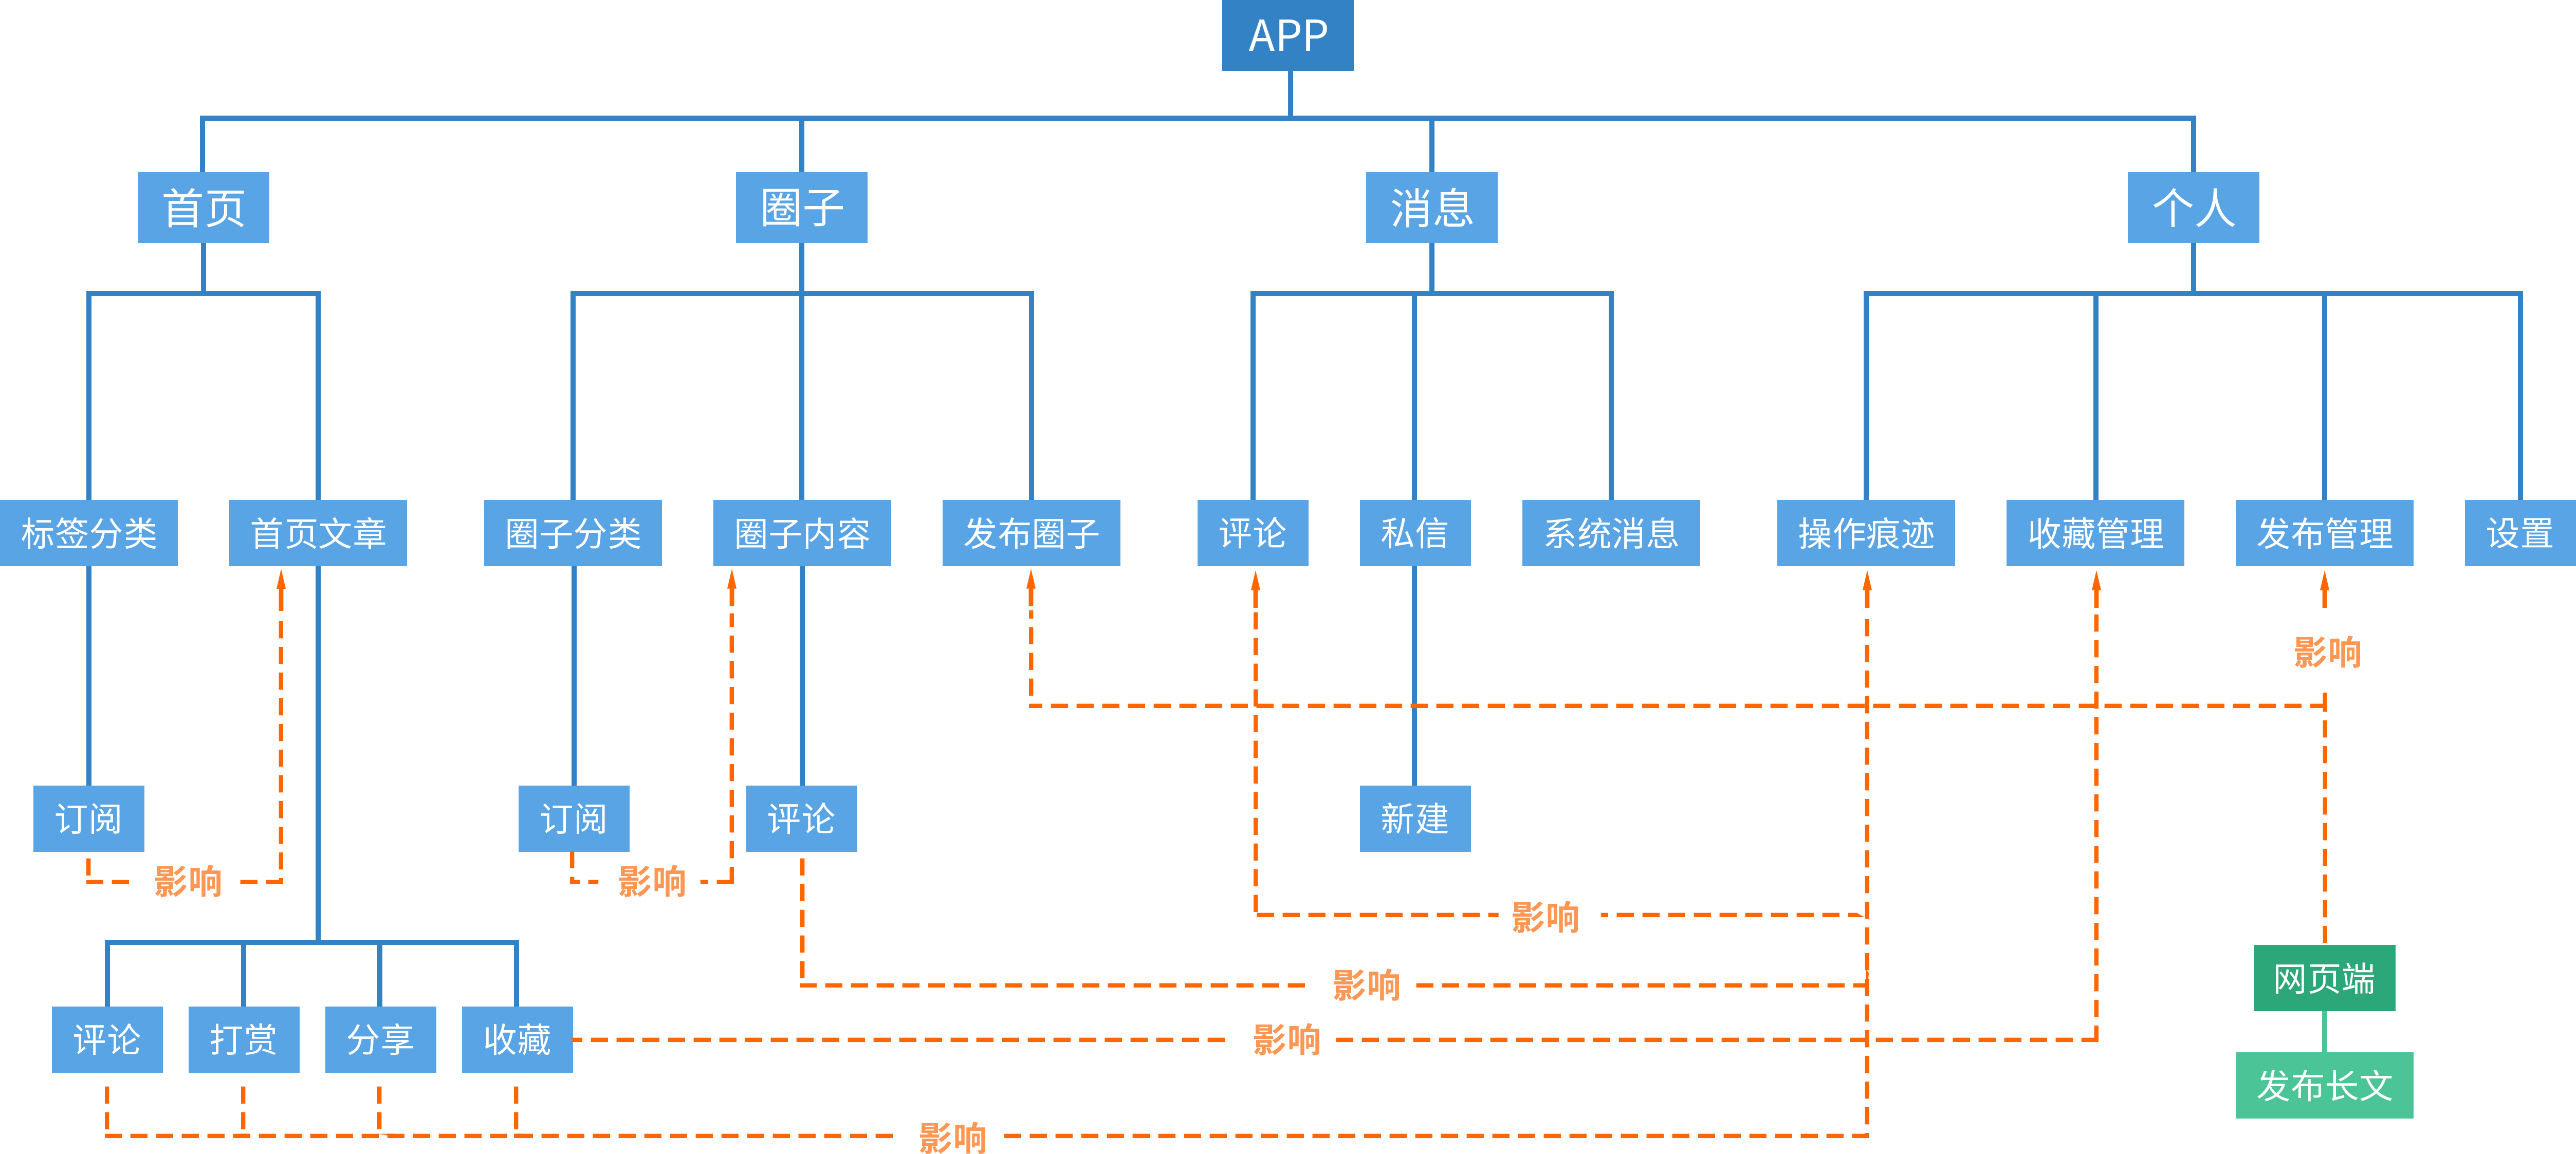 APP
首页
圈子
消息
个人
标签分类
首页文章
圈子分类
圈子内容
发布圈子
评论
私信
系统消息
操作痕迹
收藏管理
发布管理
设置
影响
订阅
订阅
评论
新建
影响
影响
影响
影响
网页端
评论
打赏
分享
收藏
影响
发布长文
影响